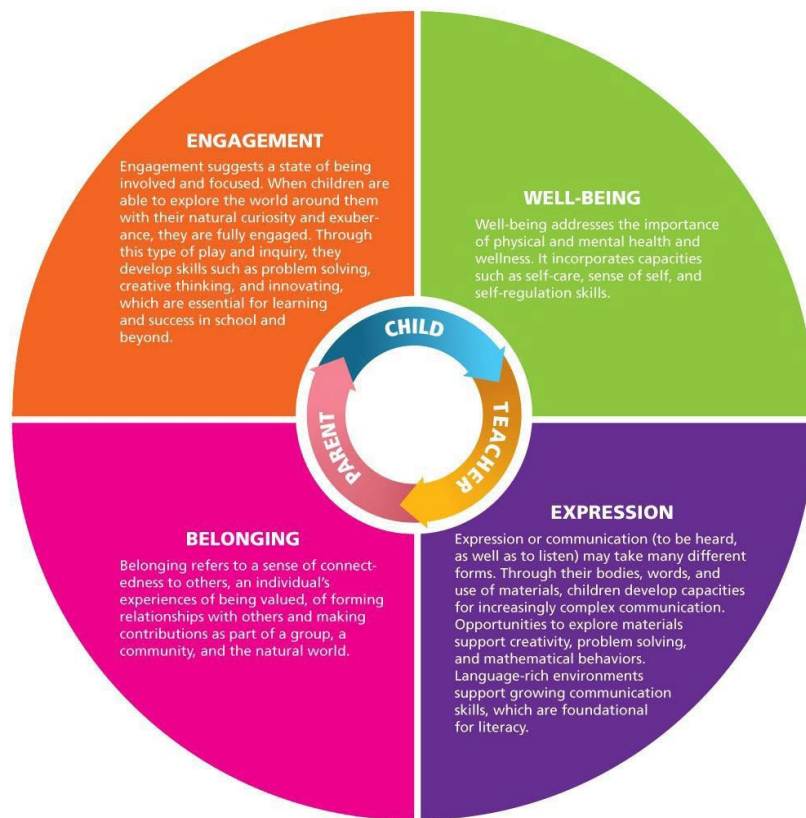 ENGAGEMENT
Engagement suggests a state of being
involved and focused. When children are
able to explore the world around them
with their natural curiosity and exuber-
ance, they are fully engaged. Through
this type of play and inquiry, they
develop skills such as problem solving,
creative thinking, and innovating,
which are essential for learning
and success in school and
beyond.
WELL-BEING
Well-being addresses the importance
of physical and mental health and
wellness. It incorporates capacities
such as self-care, sense of self, and
self-regulation skills.
CHILD
TEACHER
PARENT
BELONGING
Belonging refers to a sense of connect-
edness to others, an individual’s
experiences of being valued, of forming
relationships with others and making
contributions as part of a group, a
community, and the natural world.
EXPRESSION
Expression or communication (to be heard,
as well as to listen) may take many different
forms. Through their bodies, words, and
use of materials, children develop capacities
for increasingly complex communication.
Opportunities to explore materials
support creativity, problem solving,
and mathematical behaviors.
Language-rich environments
support growing communication
skills, which are foundational
for literacy.